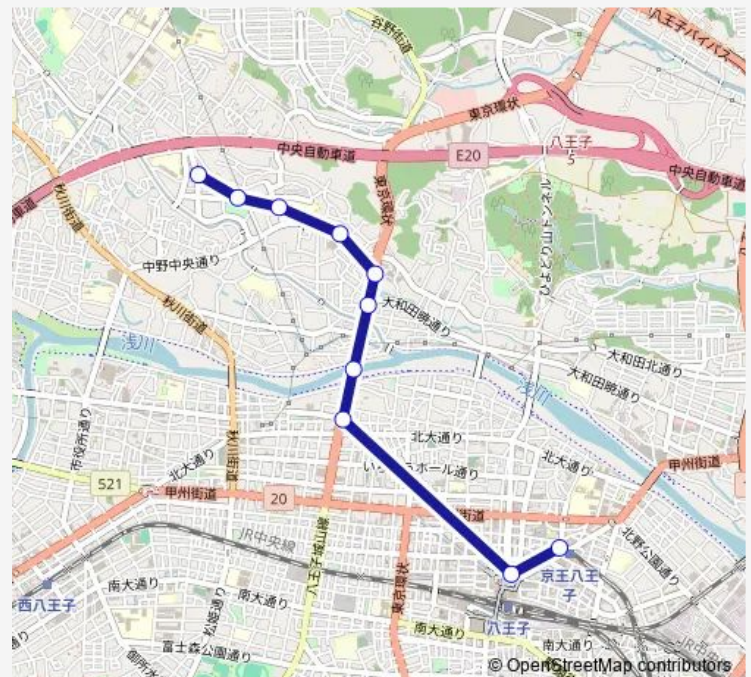 谷野街道
八王子バイパス
東京環状
中央自動車道
E20
八王子
5
中央自動車道
車道
秋川街道
東京環状
ひよどり山トンネル
中野中央通り
秋川街道
大和田暁通り
浅川
大和田北通り
大和田暁通り
浅川
市役所通り
秋川街道
北大通り
北大通り
北大通り
甲州街道
521
甲州街道
20
街道
北野公園通り
JR中央線
八王子城山線
東京環状
京王八王
子
西八王子
南大通り
松姫通り
南大通り
八王子
南大通り
南大通り
富士森公園通り
© OpenStreetMap contributors